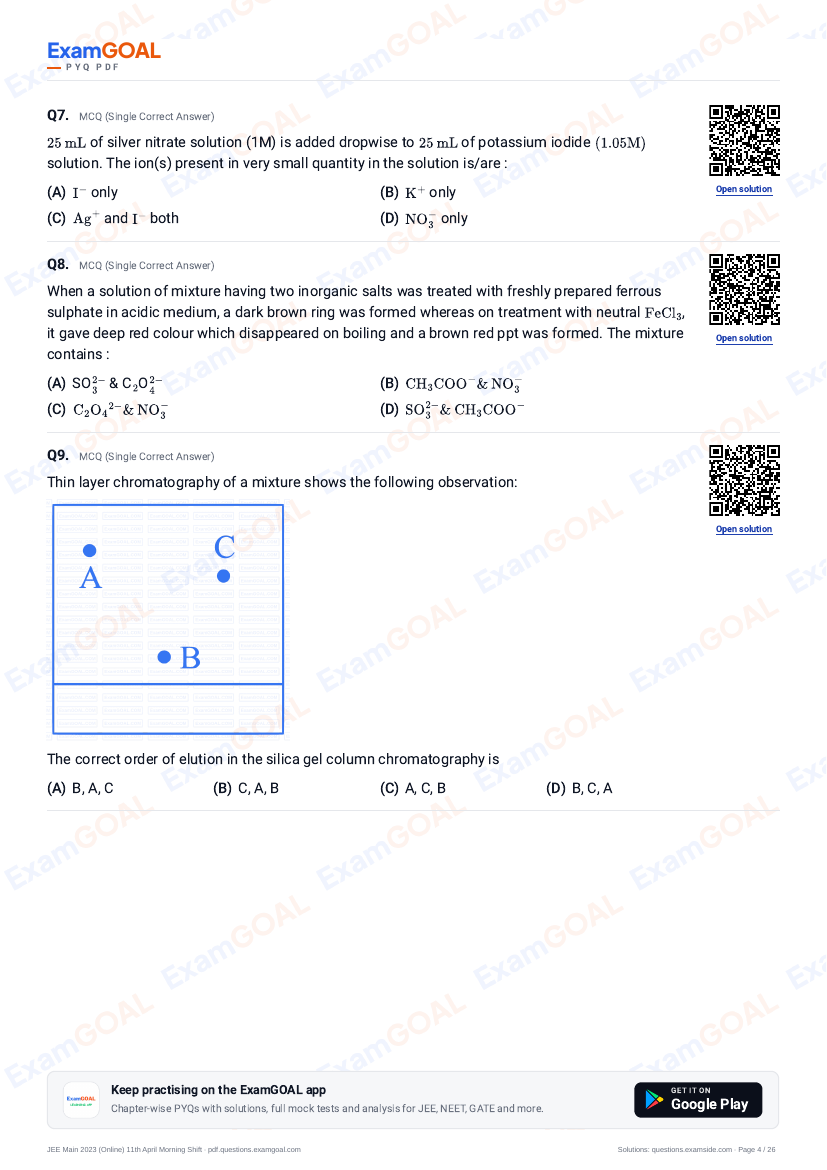 ExamGOAL
PYQ PDF
Q7. MCQ (Single Correct Answer)
25 mL of silver nitrate solution (1M) is added dropwise to 25 mL of potassium iodide (1.05M)
solution. The ion(s) present in very small quantity in the solution is/are :
Open solution
(A) I⁻ only
(B) K⁺ only
(C) Ag⁺ and I⁻ both
(D) NO₃⁻ only
Q8. MCQ (Single Correct Answer)
When a solution of mixture having two inorganic salts was treated with freshly prepared ferrous
sulphate in acidic medium, a dark brown ring was formed whereas on treatment with neutral FeCl₃,
it gave deep red colour which disappeared on boiling and a brown red ppt was formed. The mixture
contains :
Open solution
(A) SO₃²⁻ & C₂O₄²⁻
(B) CH₃COO⁻& NO₃⁻
(C) C₂O₄²⁻& NO₃⁻
(D) SO₃²⁻& CH₃COO⁻
Q9. MCQ (Single Correct Answer)
Thin layer chromatography of a mixture shows the following observation:
Open solution
C
A
B
The correct order of elution in the silica gel column chromatography is
(A) B, A, C
(B) C, A, B
(C) A, C, B
(D) B, C, A
Keep practising on the ExamGOAL app
Chapter-wise PYQs with solutions, full mock tests and analysis for JEE, NEET, GATE and more.
GET IT ON
Google Play
JEE Main 2023 (Online) 11th April Morning Shift · pdf.questions.examgoal.com
Solutions: questions.examside.com · Page 4 / 26